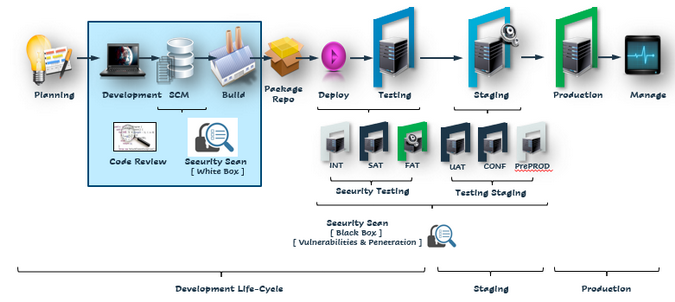 Planning
Development
SCM
Build
Package
Repo
Deploy
Testing
Staging
Production
Manage
Code Review
Security Scan
[ White Box ]
INT
SAT
FAT
UAT
CONF
PrePROD
Security Testing
Testing Staging
Security Scan
[ Black Box ]
[ Vulnerabilities & Penetration ]
Development Life-Cycle
Staging
Production